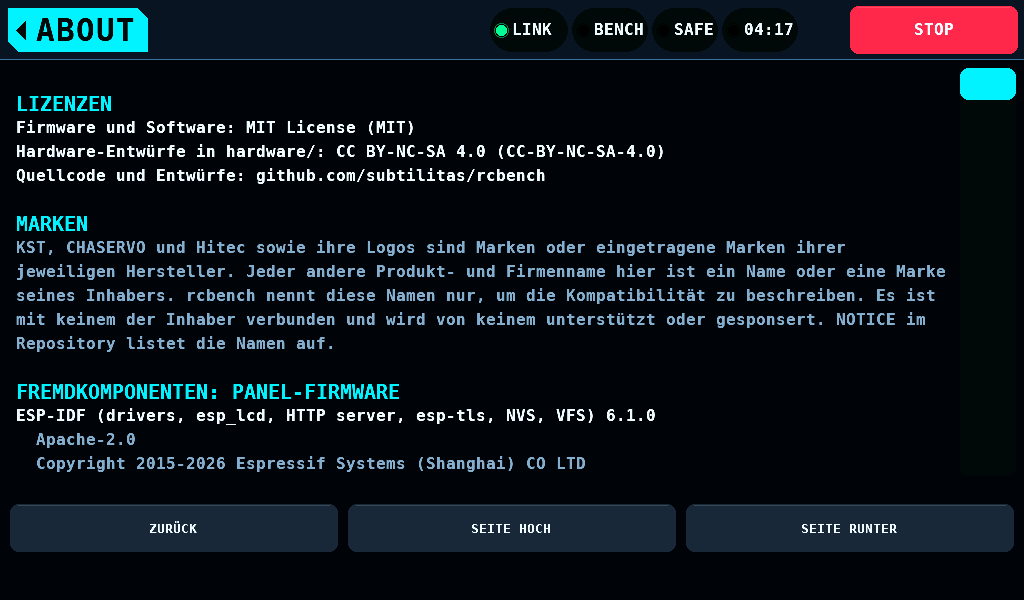 ABOUT
LINK
BENCH
SAFE
04:17
STOP
LIZENZEN
Firmware und Software: MIT License (MIT)
Hardware-Entwürfe in hardware/: CC BY-NC-SA 4.0 (CC-BY-NC-SA-4.0)
Quellcode und Entwürfe: github.com/subtilitas/rcbench
MARKEN
KST, CHASERVO und Hitec sowie ihre Logos sind Marken oder eingetragene Marken ihrer
jeweiligen Hersteller. Jeder andere Produkt- und Firmenname hier ist ein Name oder eine Marke
seines Inhabers. rcbench nennt diese Namen nur, um die Kompatibilität zu beschreiben. Es ist
mit keinem der Inhaber verbunden und wird von keinem unterstützt oder gesponsert. NOTICE im
Repository listet die Namen auf.
FREMDKOMPONENTEN: PANEL-FIRMWARE
ESP-IDF (drivers, esp_lcd, HTTP server, esp-tls, NVS, VFS) 6.1.0
Apache-2.0
Copyright 2015-2026 Espressif Systems (Shanghai) CO LTD
ZURÜCK
SEITE HOCH
SEITE RUNTER